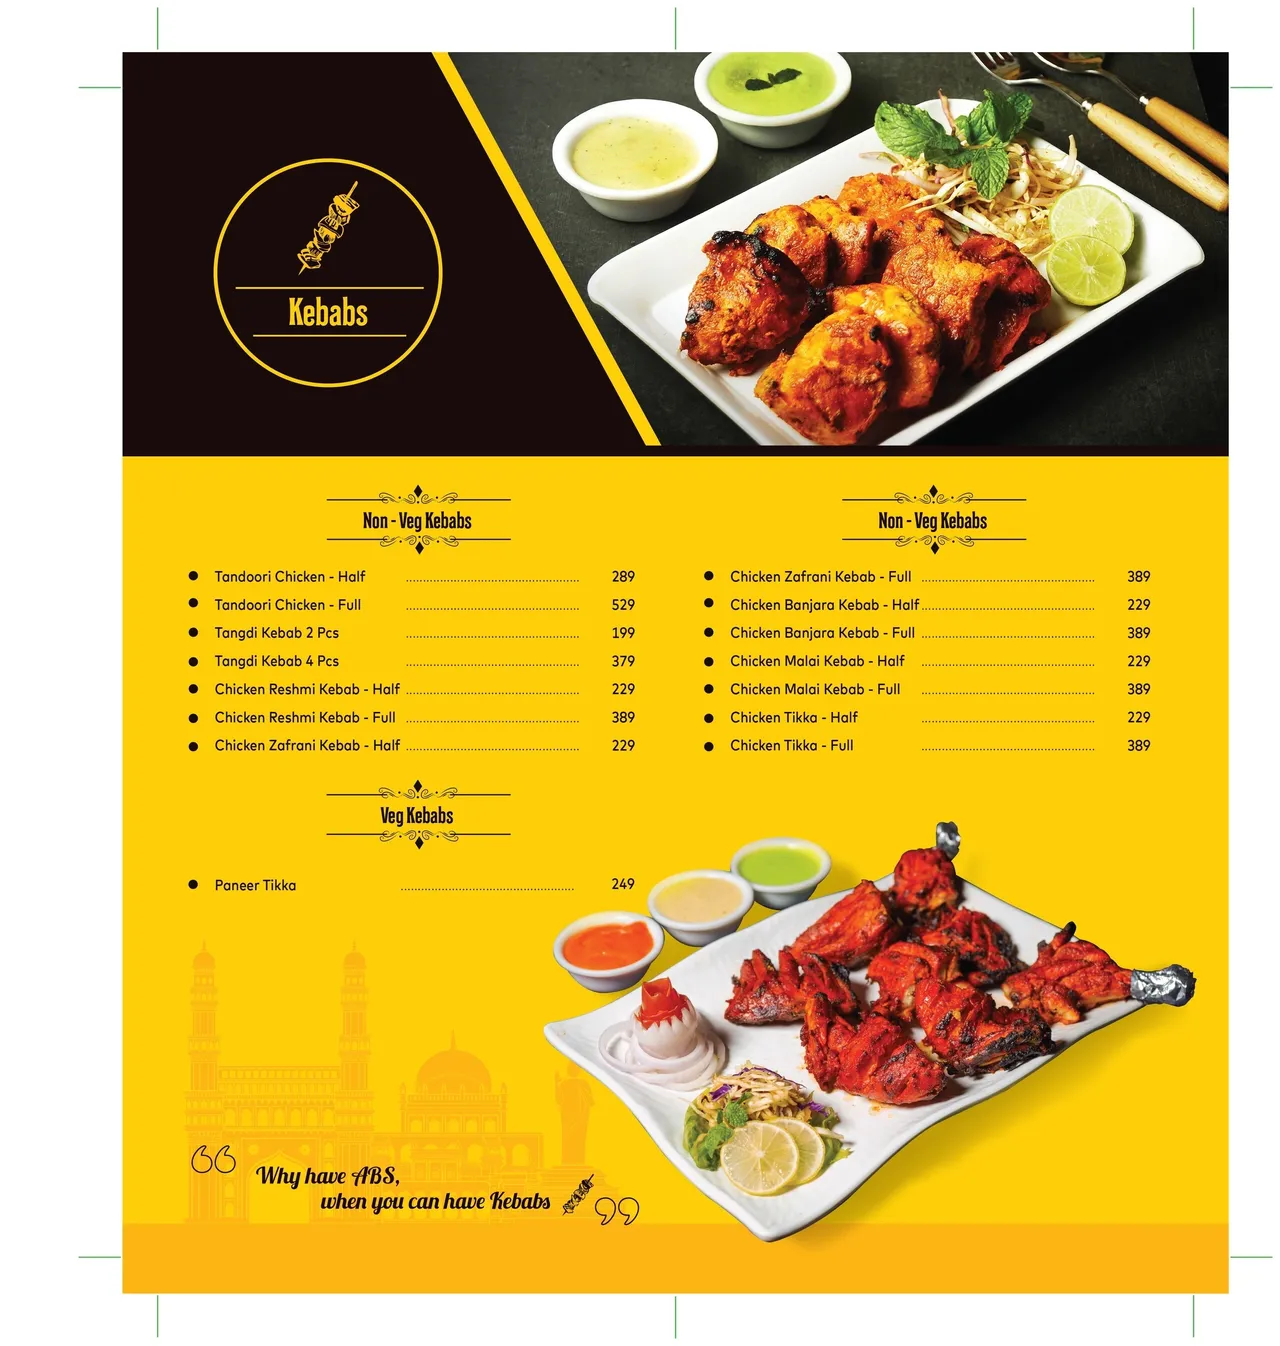 Kebabs
Non - Veg Kebabs
Tandoori Chicken - Half 289
Tandoori Chicken - Full 529
Tangdi Kebab 2 Pcs 199
Tangdi Kebab 4 Pcs 379
Chicken Reshmi Kebab - Half 229
Chicken Reshmi Kebab - Full 389
Chicken Zafrani Kebab - Half 229
Non - Veg Kebabs
Chicken Zafrani Kebab - Full 389
Chicken Banjara Kebab - Half 229
Chicken Banjara Kebab - Full 389
Chicken Malai Kebab - Half 229
Chicken Malai Kebab - Full 389
Chicken Tikka - Half 229
Chicken Tikka - Full 389
Veg Kebabs
Paneer Tikka 249
“Why have ABS,
when you can have Kebabs”